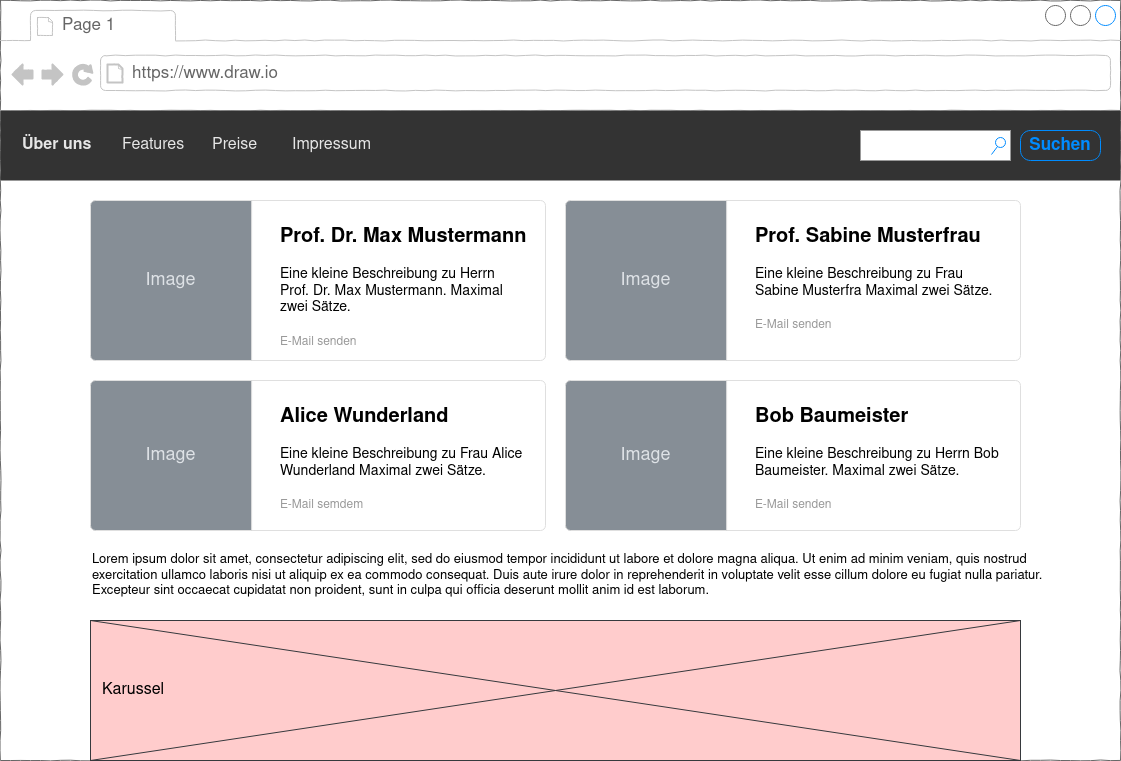 Page 1
https://www.draw.io
Über uns Features Preise Impressum Suchen
Prof. Dr. Max Mustermann
Image
Eine kleine Beschreibung zu Herrn
Prof. Dr. Max Mustermann. Maximal
zwei Sätze.
E-Mail senden
Prof. Sabine Musterfrau
Image
Eine kleine Beschreibung zu Frau
Sabine Musterfra Maximal zwei Sätze.
E-Mail senden
Alice Wunderland
Image
Eine kleine Beschreibung zu Frau Alice
Wunderland Maximal zwei Sätze.
E-Mail semdem
Bob Baumeister
Image
Eine kleine Beschreibung zu Herrn Bob
Baumeister. Maximal zwei Sätze.
E-Mail senden
Lorem ipsum dolor sit amet, consectetur adipiscing elit, sed do eiusmod tempor incididunt ut labore et dolore magna aliqua. Ut enim ad minim veniam, quis nostrud
exercitation ullamco laboris nisi ut aliquip ex ea commodo consequat. Duis aute irure dolor in reprehenderit in voluptate velit esse cillum dolore eu fugiat nulla pariatur.
Excepteur sint occaecat cupidatat non proident, sunt in culpa qui officia deserunt mollit anim id est laborum.
Karussel